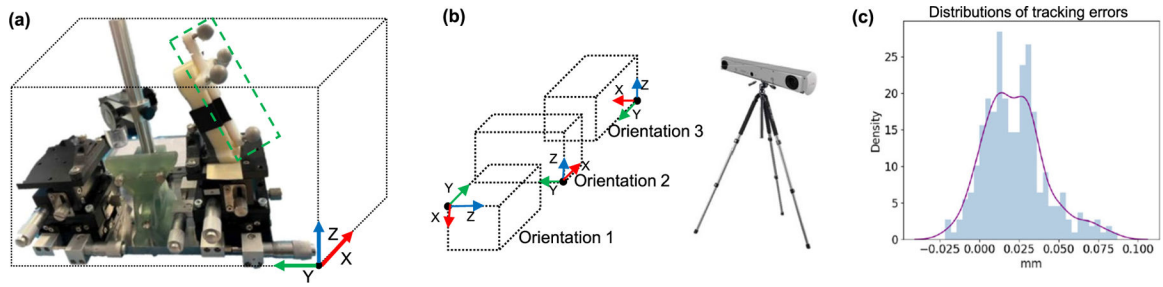 (a)
Z
X
Y
(b)
Z
X
Y
Orientation 3
Z
X
Y
Orientation 2
Y
X
Z
Orientation 1
(c)
Distributions of tracking errors
Density
25
20
15
10
5
0
−0.025 0.000 0.025 0.050 0.075 0.100
mm